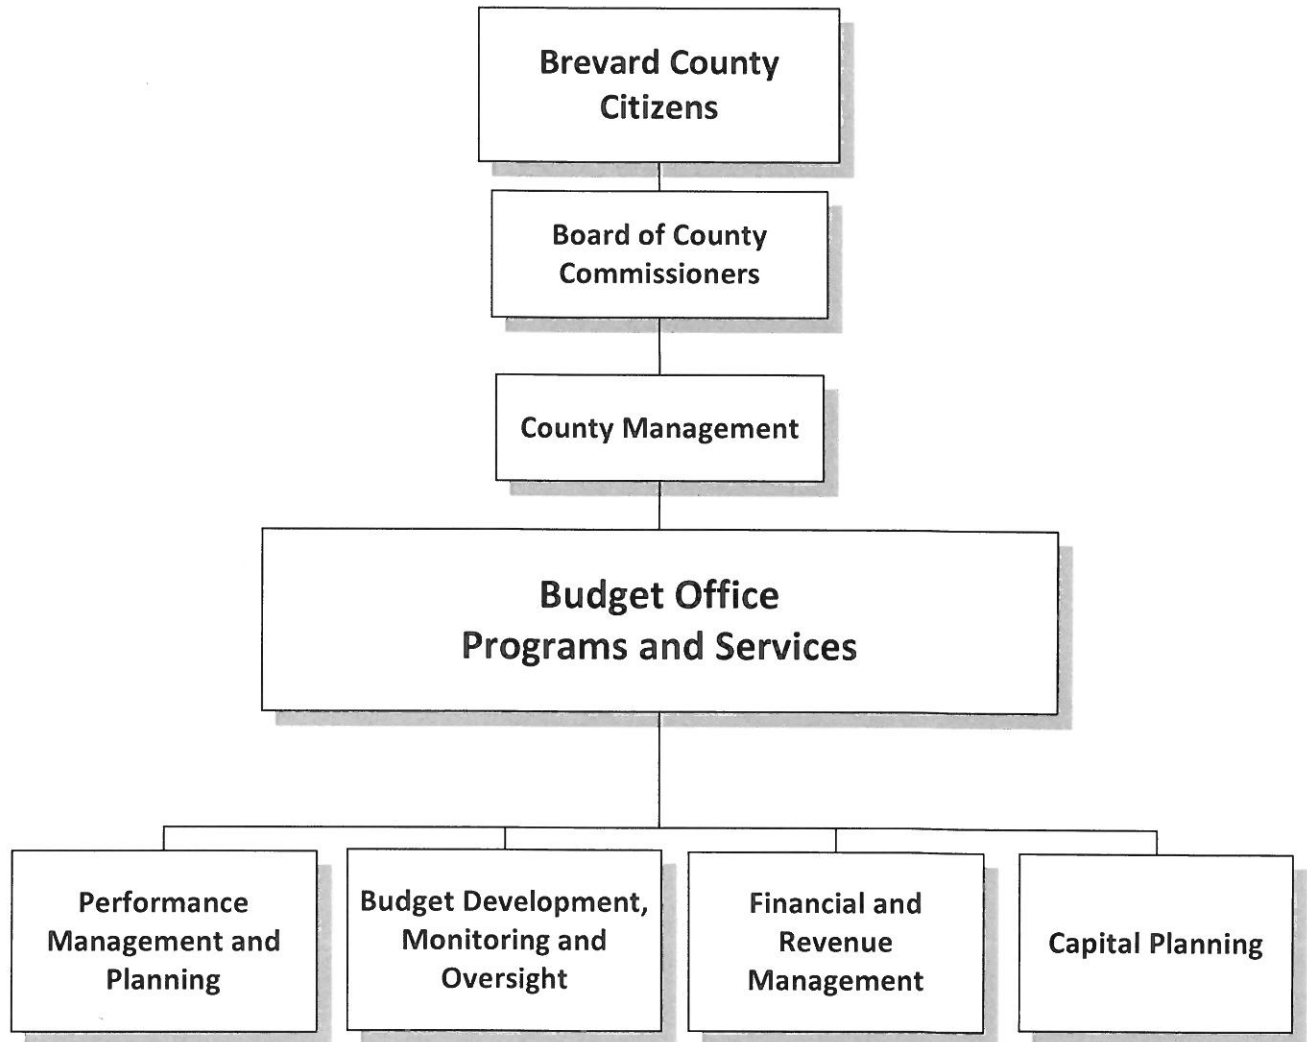 Brevard County
Citizens
Board of County
Commissioners
County Management
Budget Office
Programs and Services
Performance
Management and
Planning
Budget Development,
Monitoring and
Oversight
Financial and
Revenue
Management
Capital Planning